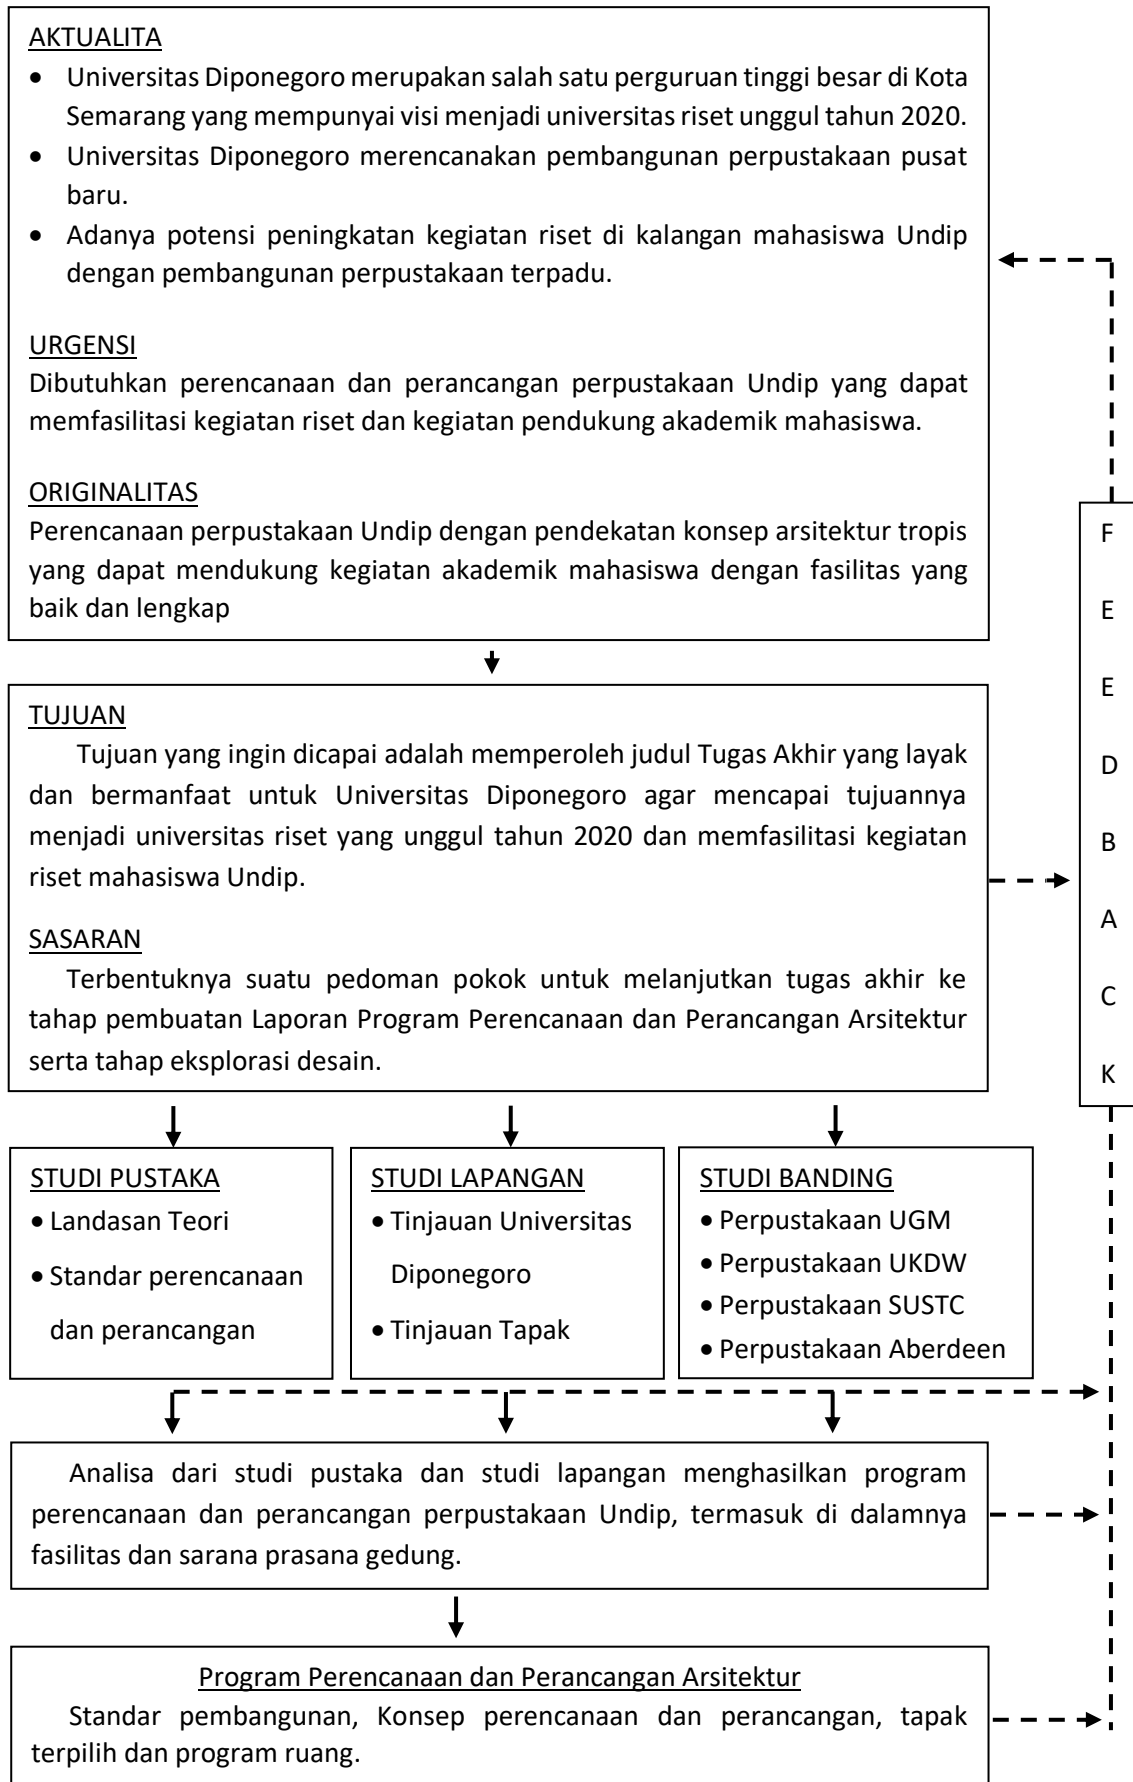 AKTUALITA
• Universitas Diponegoro merupakan salah satu perguruan tinggi besar di Kota
Semarang yang mempunyai visi menjadi universitas riset unggul tahun 2020.
• Universitas Diponegoro merencanakan pembangunan perpustakaan pusat
baru.
• Adanya potensi peningkatan kegiatan riset di kalangan mahasiswa Undip
dengan pembangunan perpustakaan terpadu.
URGENSI
Dibutuhkan perencanaan dan perancangan perpustakaan Undip yang dapat
memfasilitasi kegiatan riset dan kegiatan pendukung akademik mahasiswa.
ORIGINALITAS
Perencanaan perpustakaan Undip dengan pendekatan konsep arsitektur tropis
yang dapat mendukung kegiatan akademik mahasiswa dengan fasilitas yang
baik dan lengkap
TUJUAN
Tujuan yang ingin dicapai adalah memperoleh judul Tugas Akhir yang layak
dan bermanfaat untuk Universitas Diponegoro agar mencapai tujuannya
menjadi universitas riset yang unggul tahun 2020 dan memfasilitasi kegiatan
riset mahasiswa Undip.
SASARAN
Terbentuknya suatu pedoman pokok untuk melanjutkan tugas akhir ke
tahap pembuatan Laporan Program Perencanaan dan Perancangan Arsitektur
serta tahap eksplorasi desain.
F
E
E
D
B
A
C
K
STUDI PUSTAKA
• Landasan Teori
• Standar perencanaan
dan perancangan
STUDI LAPANGAN
• Tinjauan Universitas
Diponegoro
• Tinjauan Tapak
STUDI BANDING
• Perpustakaan UGM
• Perpustakaan UKDW
• Perpustakaan SUSTC
• Perpustakaan Aberdeen
Analisa dari studi pustaka dan studi lapangan menghasilkan program
perencanaan dan perancangan perpustakaan Undip, termasuk di dalamnya
fasilitas dan sarana prasana gedung.
Program Perencanaan dan Perancangan Arsitektur
Standar pembangunan, Konsep perencanaan dan perancangan, tapak
terpilih dan program ruang.